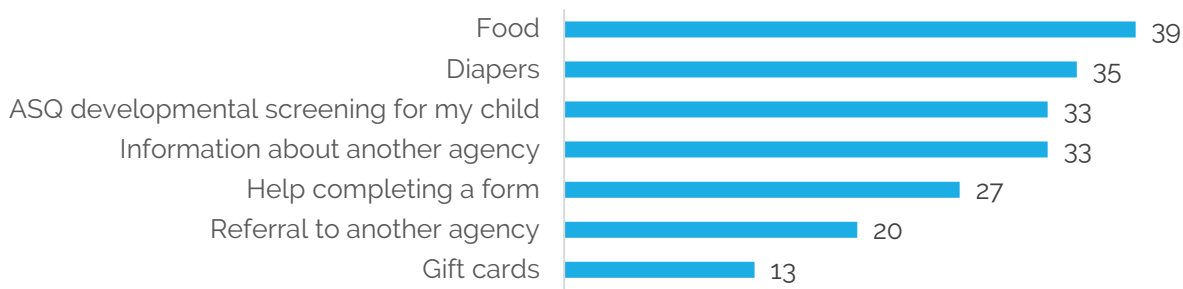 Food 39
Diapers 35
ASQ developmental screening for my child 33
Information about another agency 33
Help completing a form 27
Referral to another agency 20
Gift cards 13